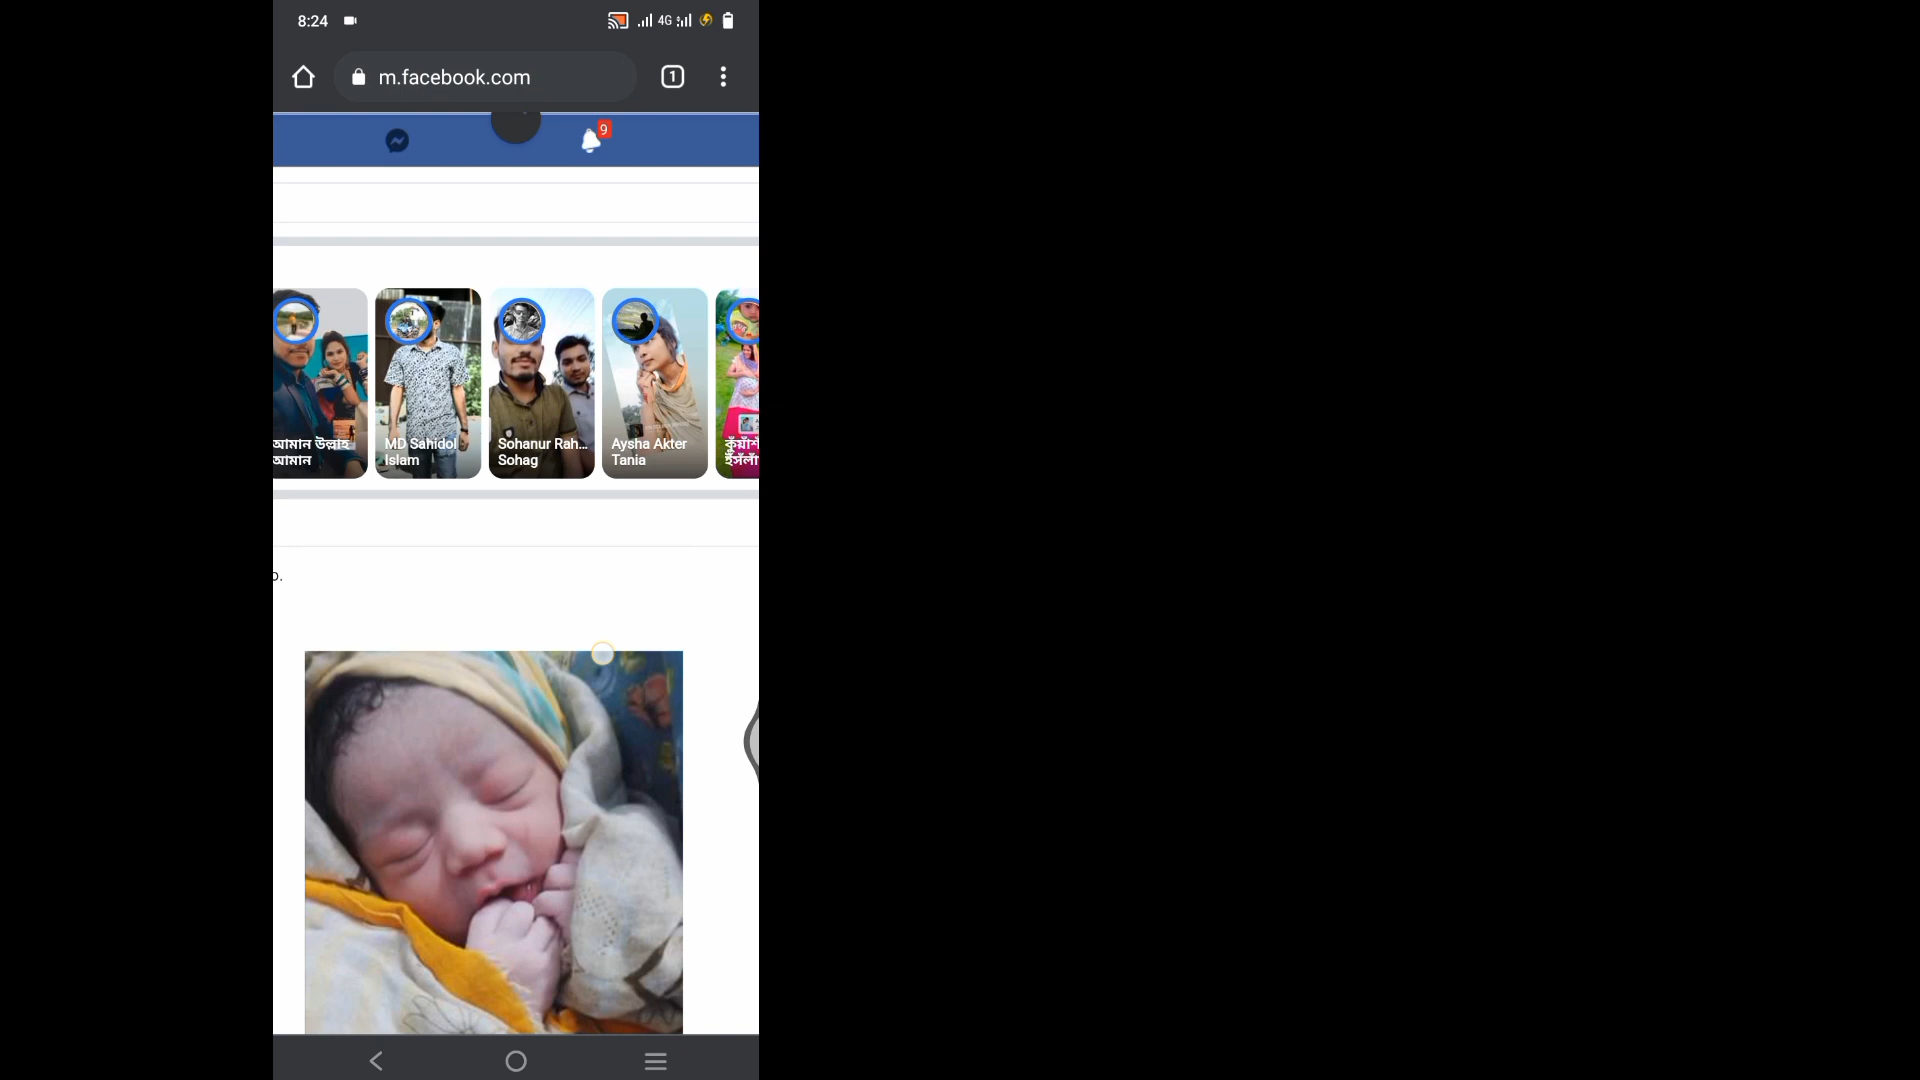 8:24
4G
m.facebook.com
1
9
আমান উল্লাহ
আমান
MD Sahidol
Islam
Sohanur Rah...
Sohag
Aysha Akter
Tania